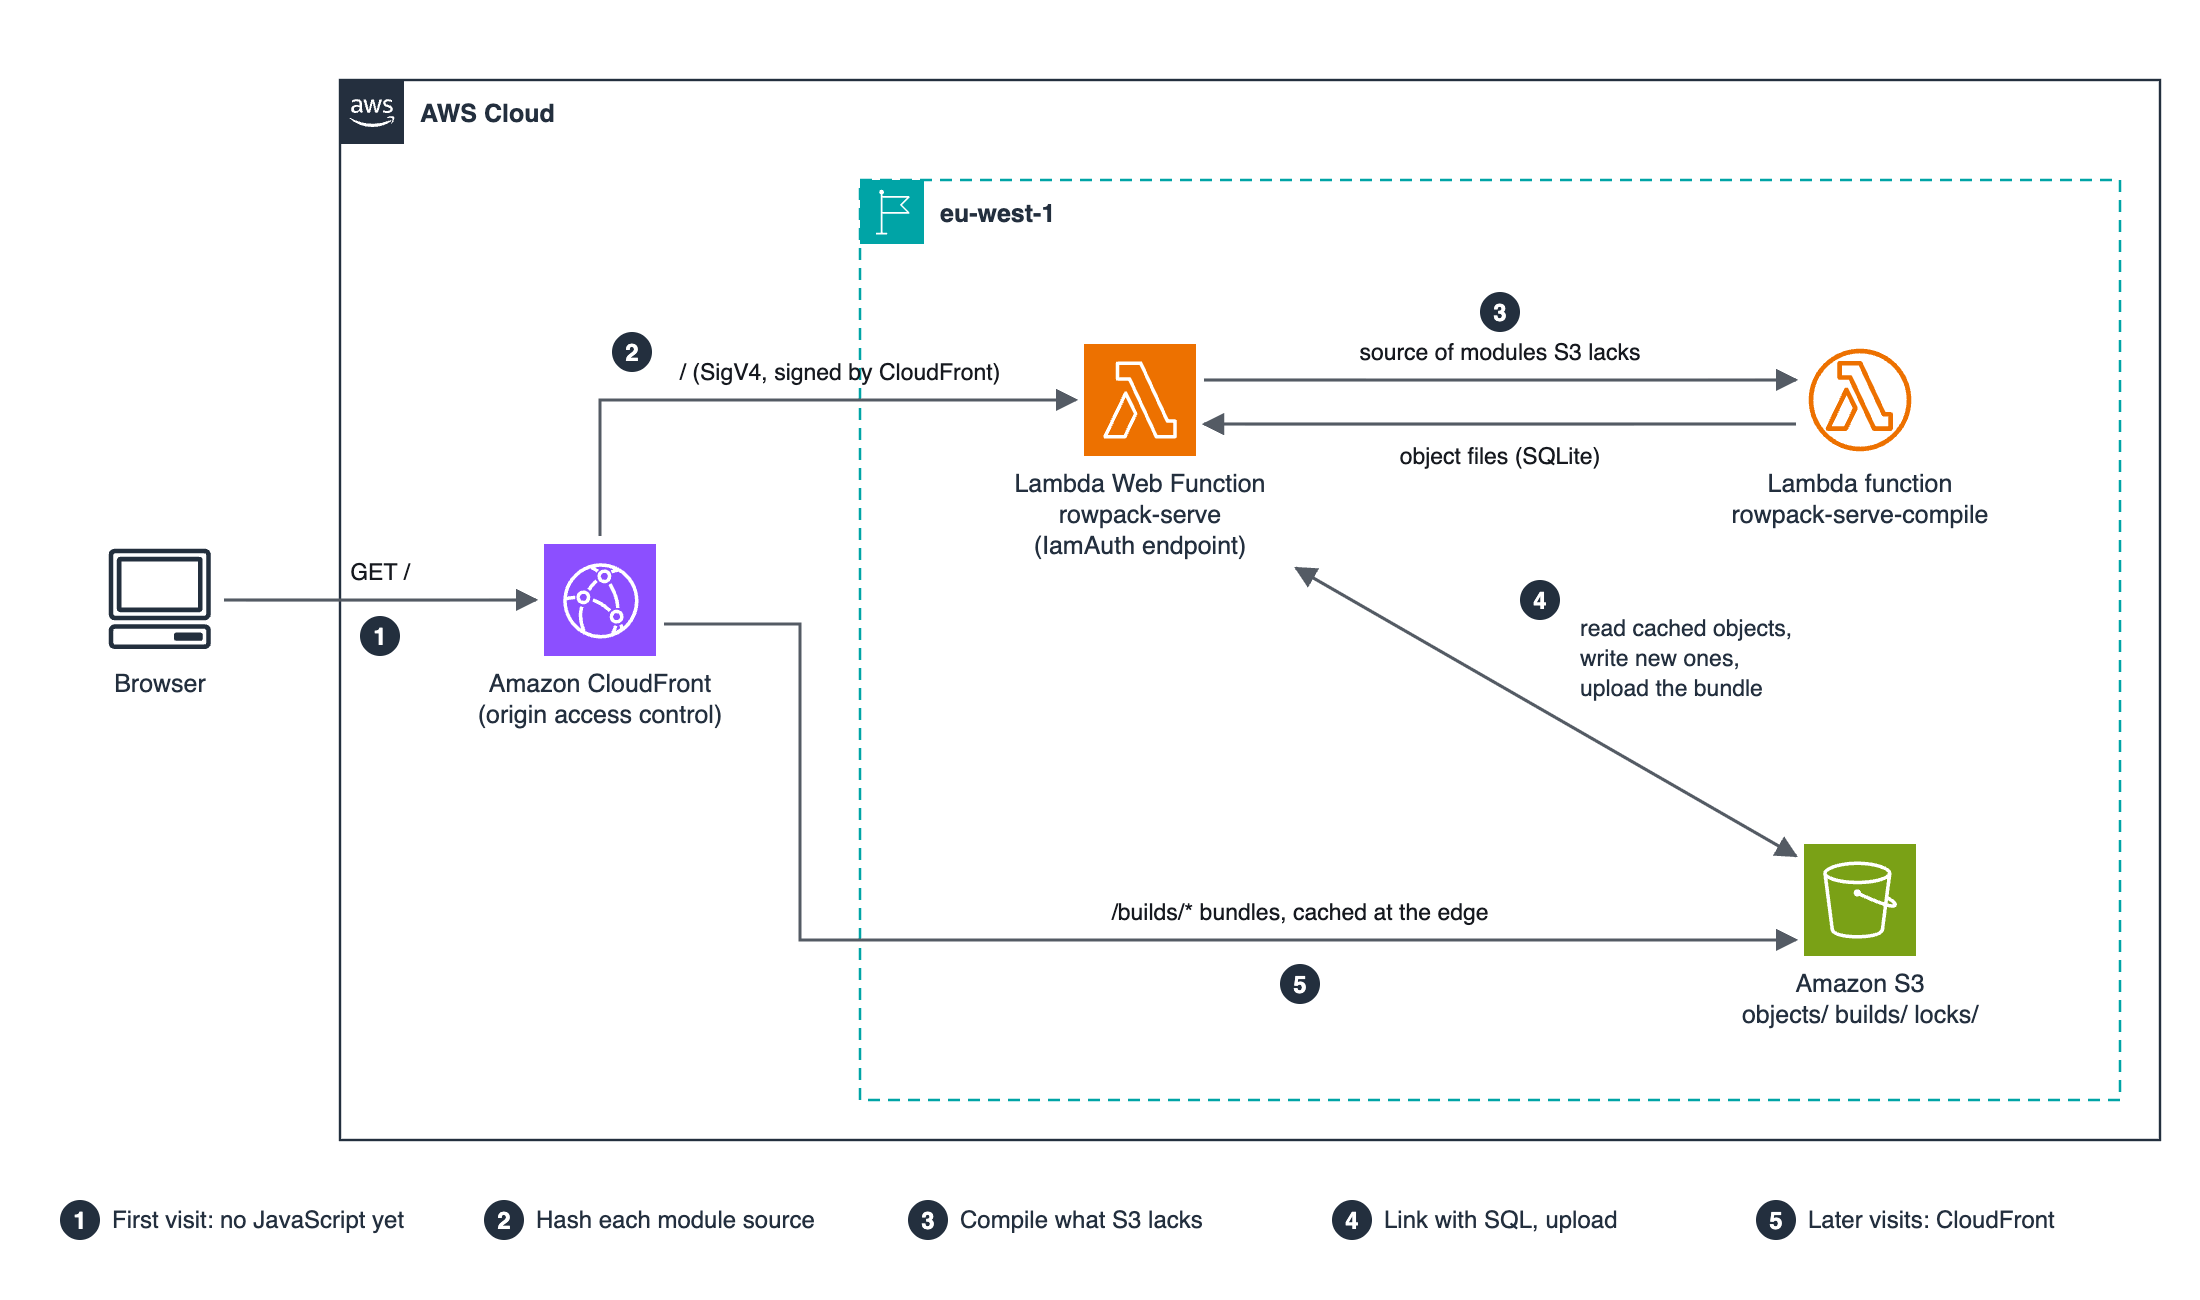 aws
AWS Cloud
eu-west-1
3
2
source of modules S3 lacks
/ (SigV4, signed by CloudFront)
object files (SQLite)
Lambda Web Function
rowpack-serve
(IamAuth endpoint)
Lambda function
rowpack-serve-compile
GET /
1
4
read cached objects,
write new ones,
upload the bundle
Browser
Amazon CloudFront
(origin access control)
/builds/* bundles, cached at the edge
5
Amazon S3
objects/ builds/ locks/
1 First visit: no JavaScript yet
2 Hash each module source
3 Compile what S3 lacks
4 Link with SQL, upload
5 Later visits: CloudFront